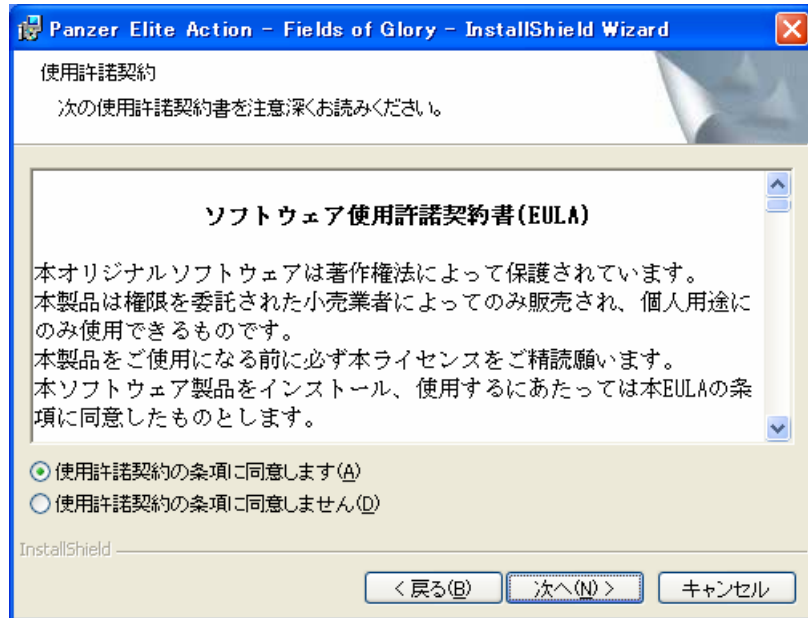 Panzer Elite Action - Fields of Glory - InstallShield Wizard
使用許諾契約
次の使用許諾契約書を注意深くお読みください。
ソフトウェア使用許諾契約書(EULA)
本オリジナルソフトウェアは著作権法によって保護されています。
本製品は権限を委託された小売業者によってのみ販売され、個人用途に
のみ使用できるものです。
本製品をご使用になる前に必ず本ライセンスをご精読願います。
本ソフトウェア製品をインストール、使用するにあたっては本EULAの条
項に同意したものとします。
使用許諾契約の条項に同意します(A)
使用許諾契約の条項に同意しません(D)
InstallShield
< 戻る(B) 次へ(N) > キャンセル